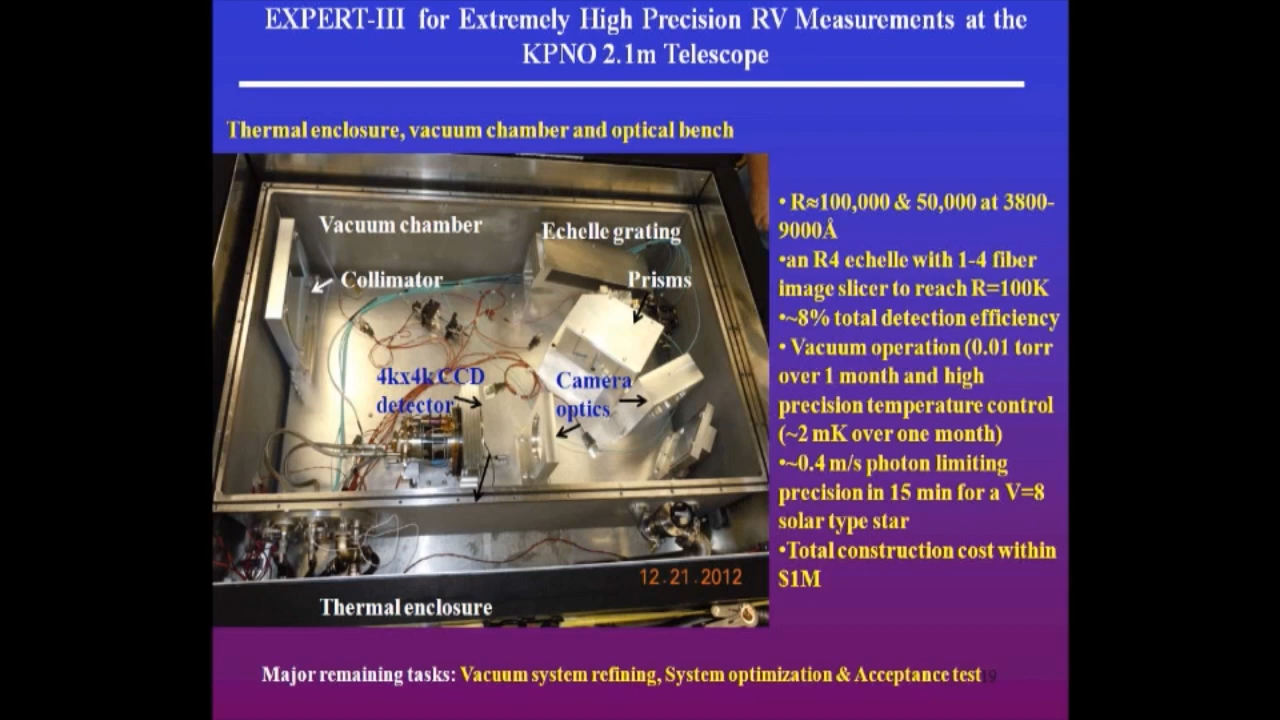 EXPERT-III for Extremely High Precision RV Measurements at the
KPNO 2.1m Telescope
Thermal enclosure, vacuum chamber and optical bench
Vacuum chamber
Echelle grating
Collimator
Prisms
4kx4k CCD
detector
Camera
optics
12.21.2012
Thermal enclosure
• R≈100,000 & 50,000 at 3800-
9000Å
•an R4 echelle with 1-4 fiber
image slicer to reach R=100K
•~8% total detection efficiency
• Vacuum operation (0.01 torr
over 1 month and high
precision temperature control
(~2 mK over one month)
•~0.4 m/s photon limiting
precision in 15 min for a V=8
solar type star
•Total construction cost within
$1M
Major remaining tasks: Vacuum system refining, System optimization & Acceptance test
19